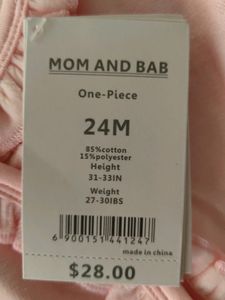 MOM AND BAB
One-Piece
24M
85%cotton
15%polyester
Height
31-33IN
Weight
27-30IBS
6 900151 441247
made in china
$28.00